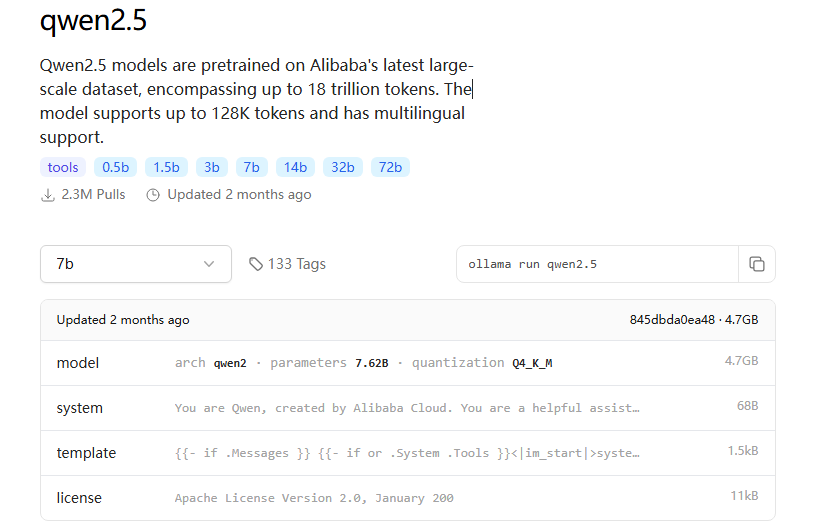 qwen2.5
Qwen2.5 models are pretrained on Alibaba's latest large-
scale dataset, encompassing up to 18 trillion tokens. The
model supports up to 128K tokens and has multilingual
support.
tools 0.5b 1.5b 3b 7b 14b 32b 72b
2.3M Pulls Updated 2 months ago
7b 133 Tags ollama run qwen2.5
Updated 2 months ago 845dbda0ea48 · 4.7GB
model arch qwen2 · parameters 7.62B · quantization Q4_K_M 4.7GB
system You are Qwen, created by Alibaba Cloud. You are a helpful assist… 68B
template {{- if .Messages }} {{- if or .System .Tools }}<|im_start|>syste… 1.5kB
license Apache License Version 2.0, January 200 11kB